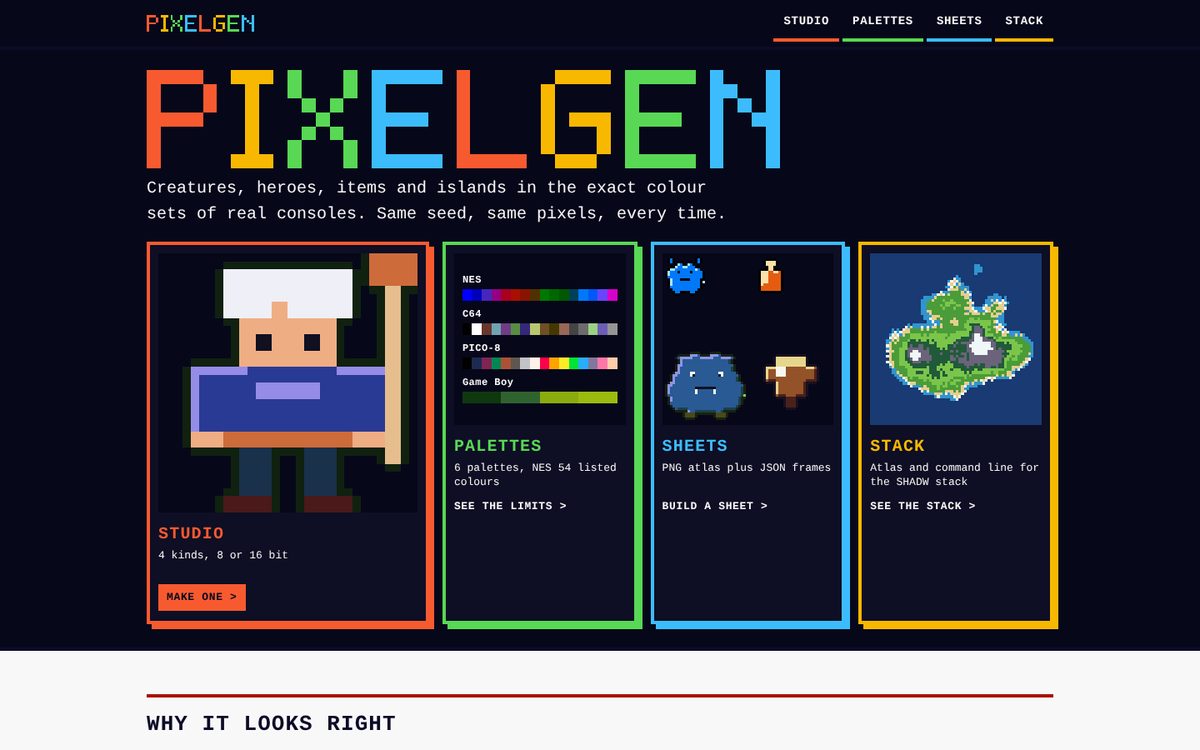 PIXELGEN
STUDIO PALETTES SHEETS STACK
PIXELGEN
Creatures, heroes, items and islands in the exact colour
sets of real consoles. Same seed, same pixels, every time.
STUDIO
4 kinds, 8 or 16 bit
MAKE ONE >
NES
C64
PICO-8
Game Boy
PALETTES
6 palettes, NES 54 listed
colours
SEE THE LIMITS >
SHEETS
PNG atlas plus JSON frames
BUILD A SHEET >
STACK
Atlas and command line for
the SHADW stack
SEE THE STACK >
WHY IT LOOKS RIGHT